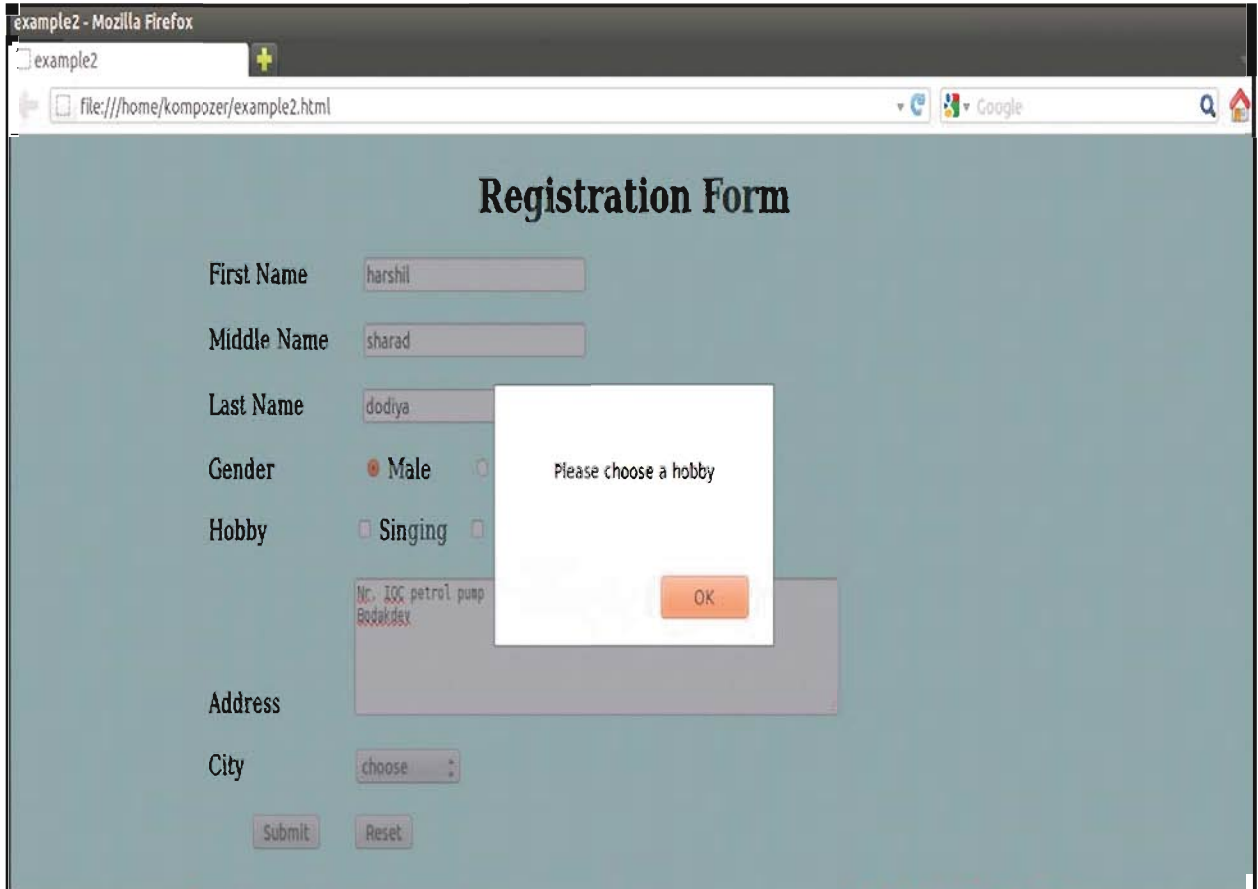 example2 - Mozilla Firefox
example2
file:///home/kompozer/example2.html
Google
Registration Form
First Name harshil
Middle Name sharad
Last Name dodiya
Gender Male
Please choose a hobby
Hobby Singing
OK
Nr. IOC petrol pump
Bodakdev
Address
City choose
Submit Reset